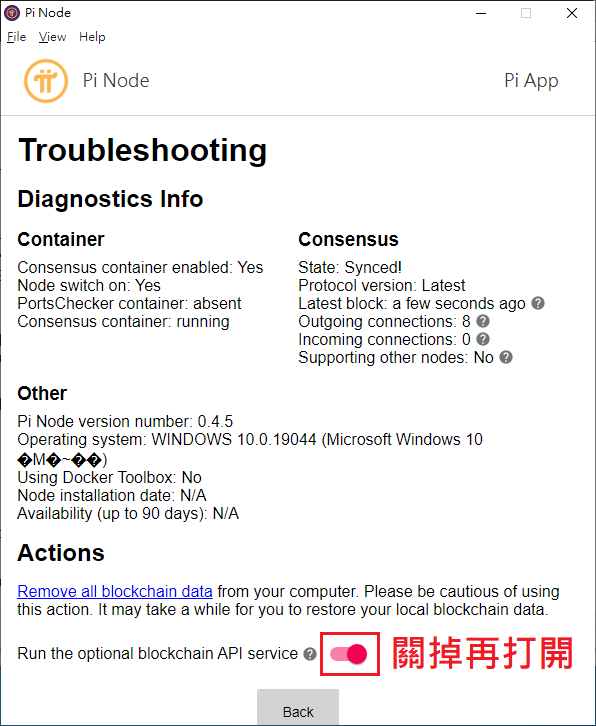 Pi Node
File View Help
Pi Node
Pi App
Troubleshooting
Diagnostics Info
Container
Consensus container enabled: Yes
Node switch on: Yes
PortsChecker container: absent
Consensus container: running
Consensus
State: Synced!
Protocol version: Latest
Latest block: a few seconds ago ?
Outgoing connections: 8 ?
Incoming connections: 0 ?
Supporting other nodes: No ?
Other
Pi Node version number: 0.4.5
Operating system: WINDOWS 10.0.19044 (Microsoft Windows 10
�M�~��)
Using Docker Toolbox: No
Node installation date: N/A
Availability (up to 90 days): N/A
Actions
Remove all blockchain data from your computer. Please be cautious of using
this action. It may take a while for you to restore your local blockchain data.
Run the optional blockchain API service ? 關掉再打開
Back